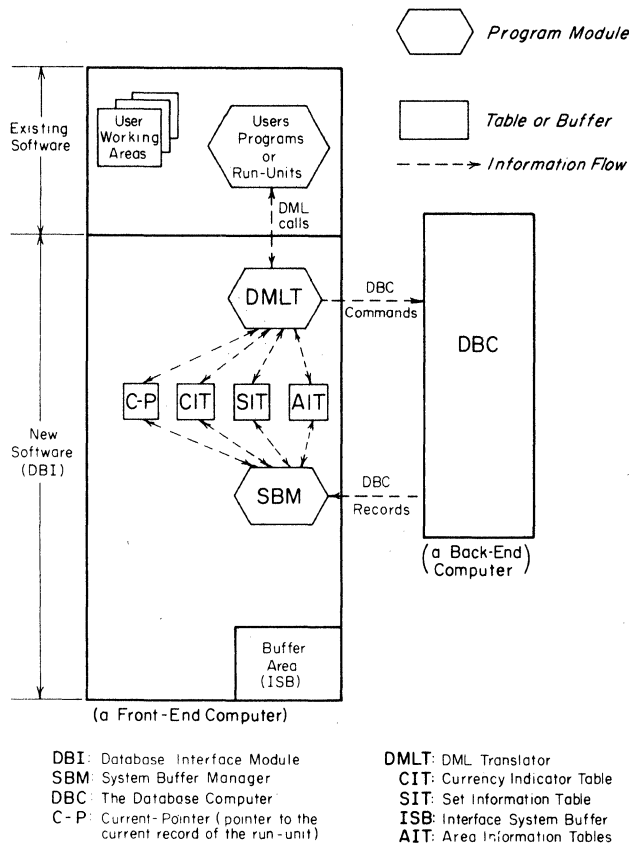 Program Module
Table or Buffer
Information Flow
Existing
Software
User
Working
Areas
Users
Programs
or
Run-Units
DML
calls
DMLT
DBC
Commands
DBC
C-P CIT SIT AIT
New
Software
(DBI)
SBM
DBC
Records
(a Back-End
Computer)
Buffer
Area
(ISB)
(a Front-End Computer)
DBI: Database Interface Module
SBM: System Buffer Manager
DBC: The Database Computer
C-P: Current-Pointer (pointer to the
current record of the run-unit)
DMLT: DML Translator
CIT: Currency Indicator Table
SIT: Set Information Table
ISB: Interface System Buffer
AIT: Area Information Tables